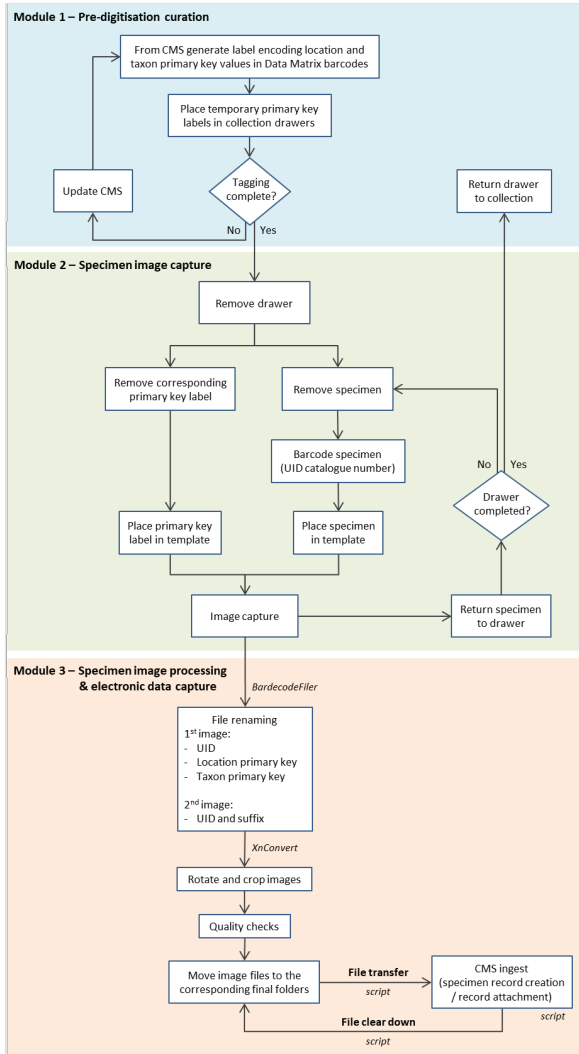 Module 1 – Pre-digitisation curation
From CMS generate label encoding location and
taxon primary key values in Data Matrix barcodes
Place temporary primary key
labels in collection drawers
Update CMS
Tagging
complete?
Return drawer
to collection
No
Yes
Module 2 – Specimen image capture
Remove drawer
Remove corresponding
primary key label
Remove specimen
Barcode specimen
(UID catalogue number)
No
Yes
Drawer
completed?
Place primary key
label in template
Place specimen
in template
Image capture
Return specimen
to drawer
Module 3 – Specimen image processing
& electronic data capture
BardecodeFiler
File renaming
1st image:
- UID
- Location primary key
- Taxon primary key
2nd image:
- UID and suffix
XnConvert
Rotate and crop images
Quality checks
Move image files to the
corresponding final folders
File transfer
script
CMS ingest
(specimen record creation
/ record attachment)
script
File clear down
script